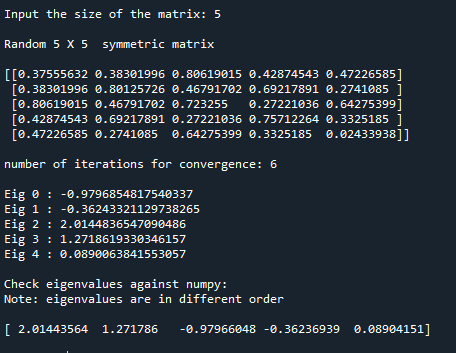 Input the size of the matrix: 5
Random 5 X 5  symmetric matrix
[[0.37555632 0.38301996 0.80619015 0.42874543 0.47226585]
 [0.38301996 0.80125726 0.46791702 0.69217891 0.2741085 ]
 [0.80619015 0.46791702 0.723255   0.27221036 0.64275399]
 [0.42874543 0.69217891 0.27221036 0.75712264 0.3325185 ]
 [0.47226585 0.2741085  0.64275399 0.3325185  0.02433938]]
number of iterations for convergence: 6
Eig 0 : -0.9796854817540337
Eig 1 : -0.36243321129738265
Eig 2 : 2.0144836547090486
Eig 3 : 1.2718619330346157
Eig 4 : 0.0890063841553057
Check eigenvalues against numpy:
Note: eigenvalues are in different order
[ 2.01443564  1.271786   -0.97966048 -0.36236939  0.08904151]